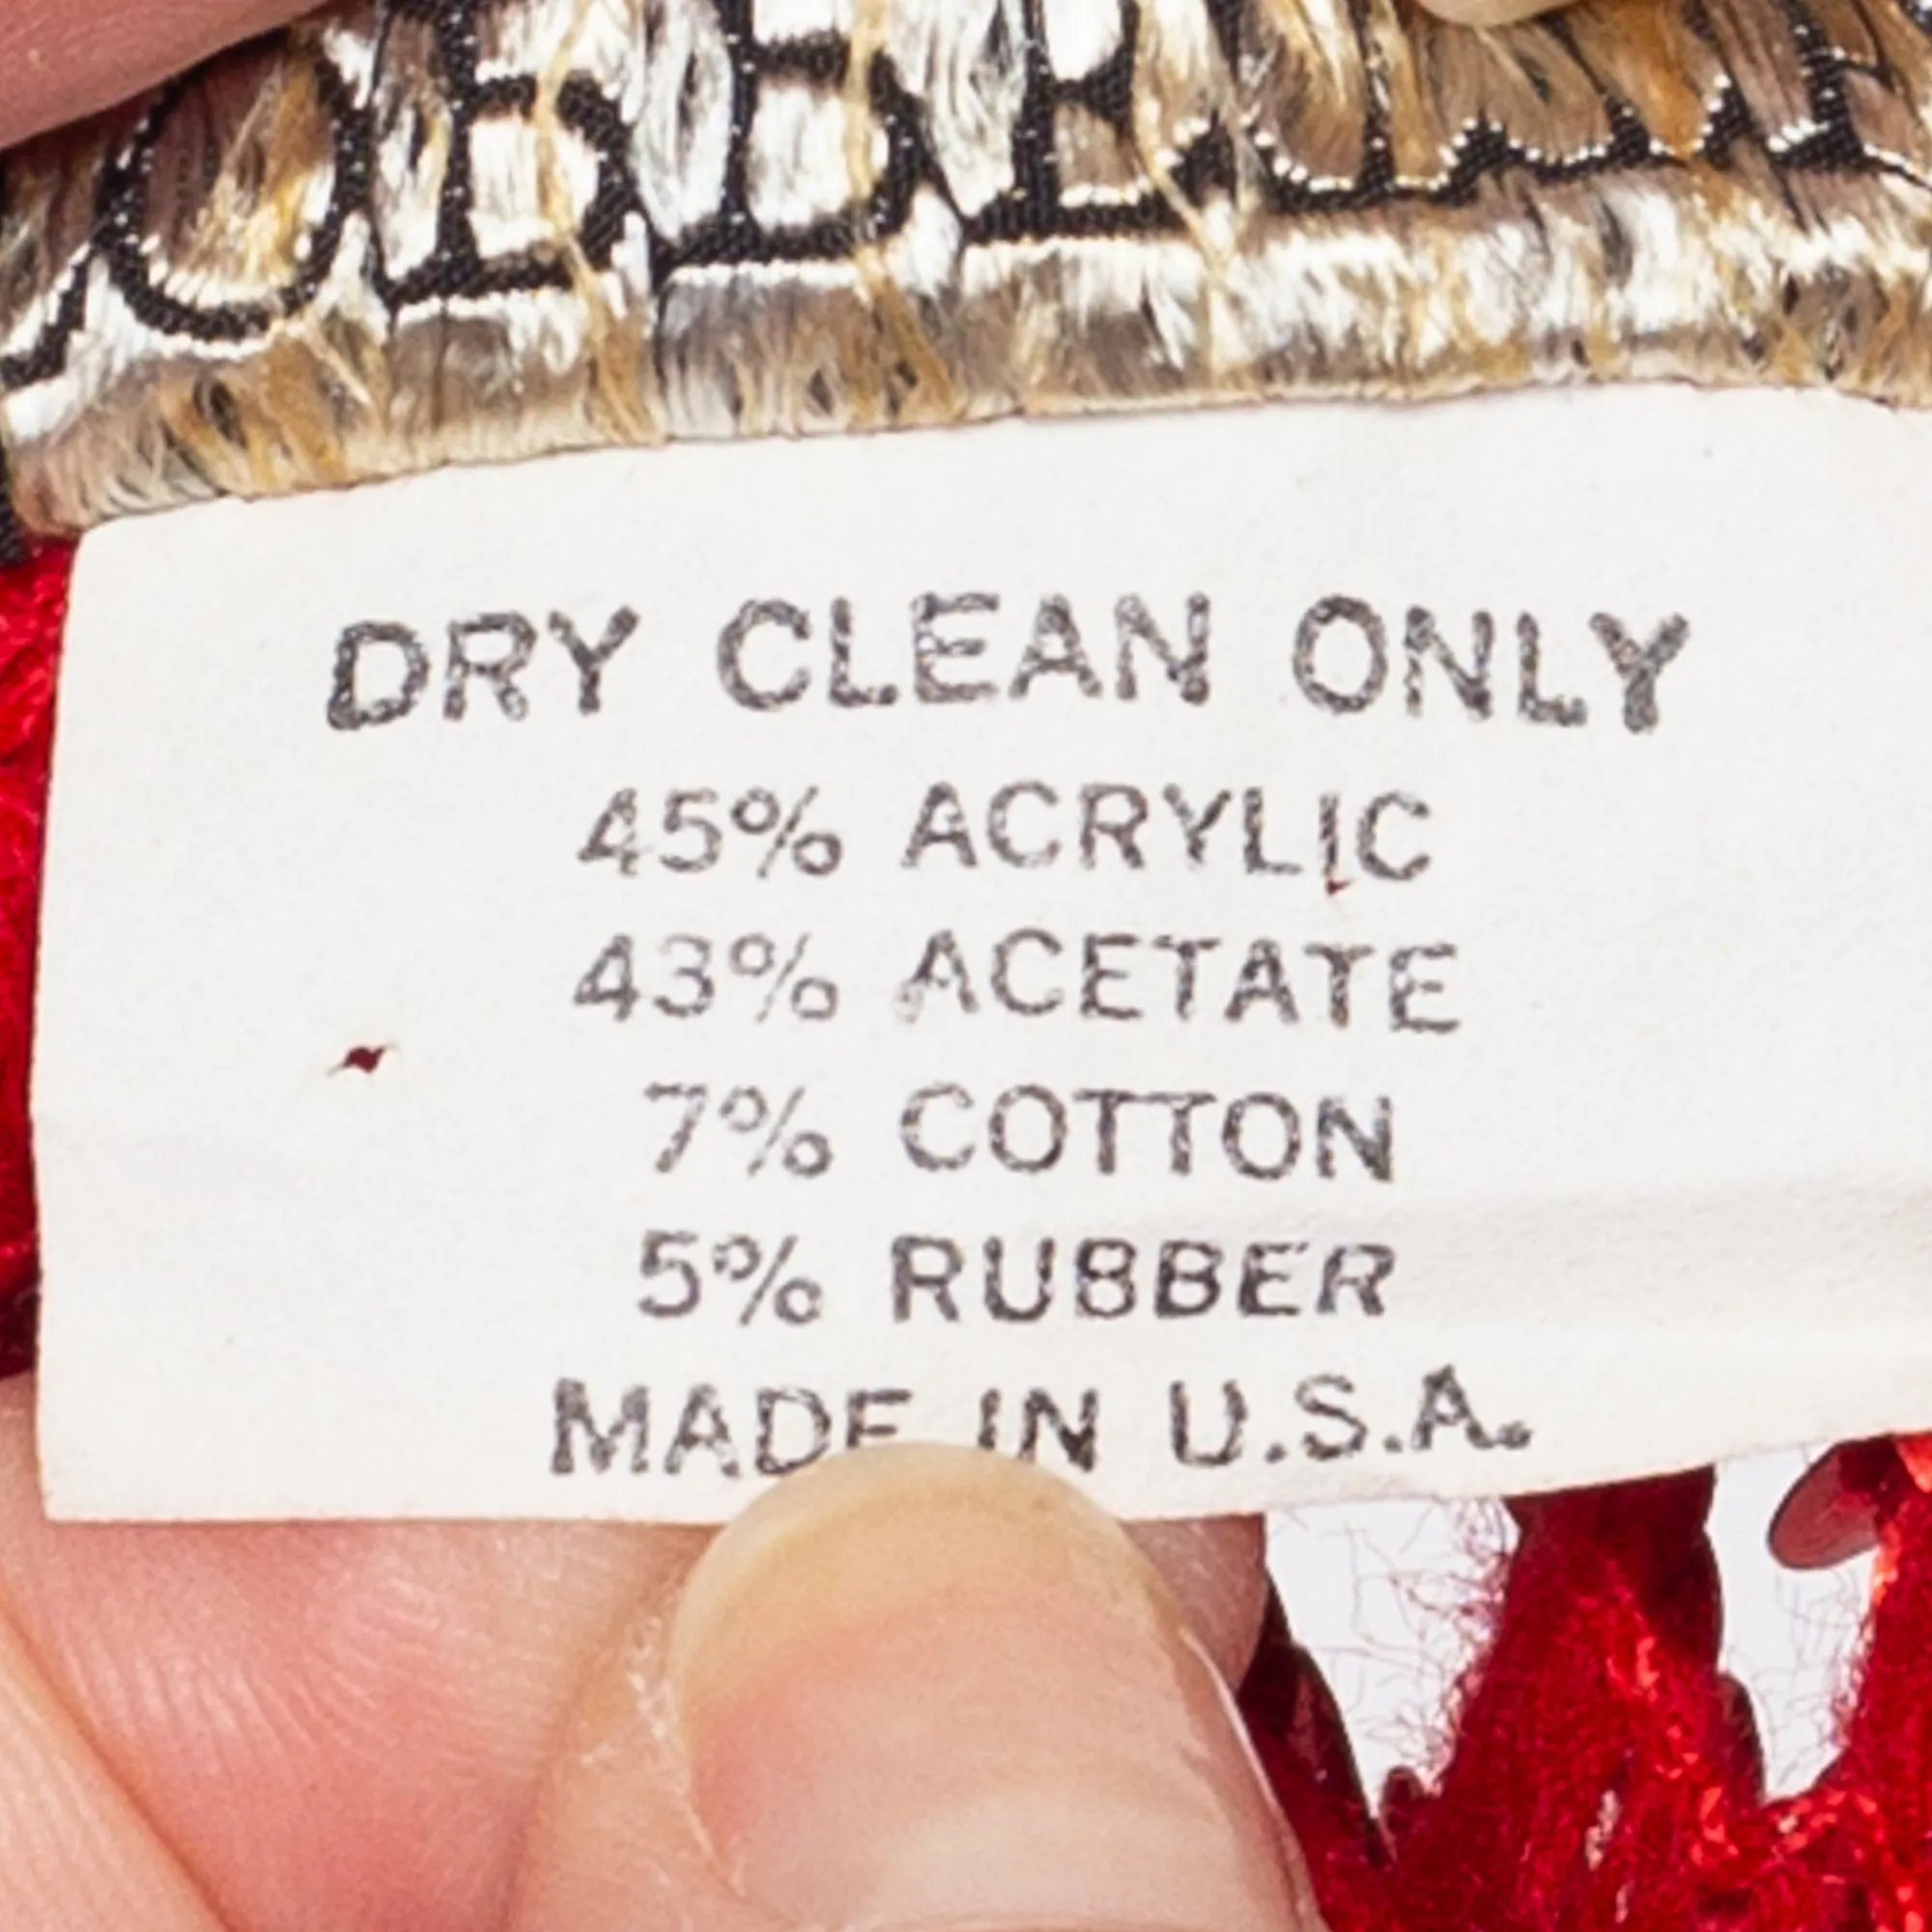 DRY CLEAN ONLY
45% ACRYLIC
43% ACETATE
7% COTTON
5% RUBBER
MADE IN U.S.A.